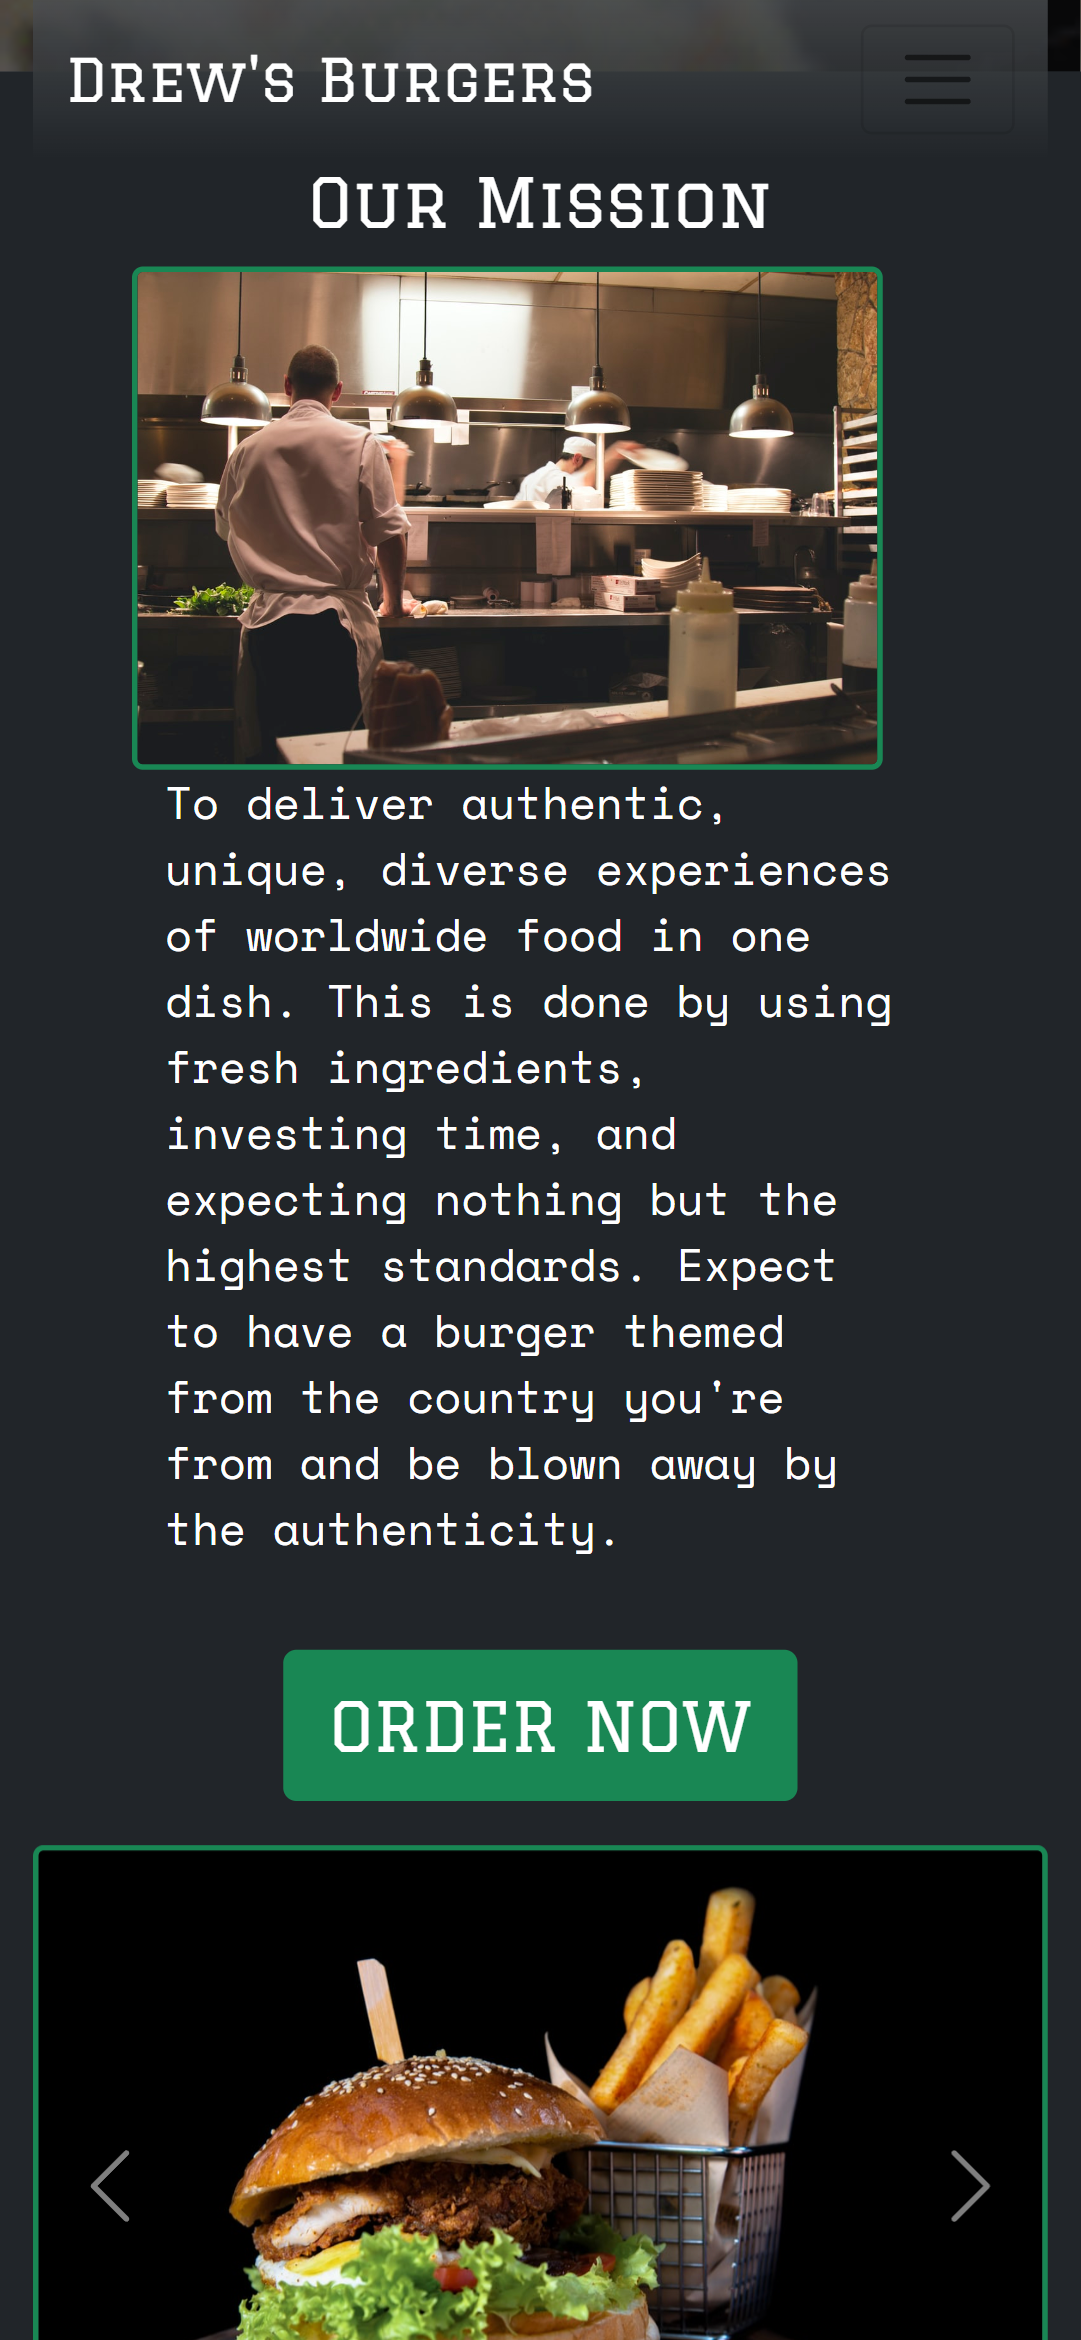 Drew's Burgers
Our Mission
To deliver authentic,
unique, diverse experiences
of worldwide food in one
dish. This is done by using
fresh ingredients,
investing time, and
expecting nothing but the
highest standards. Expect
to have a burger themed
from the country you're
from and be blown away by
the authenticity.
ORDER NOW